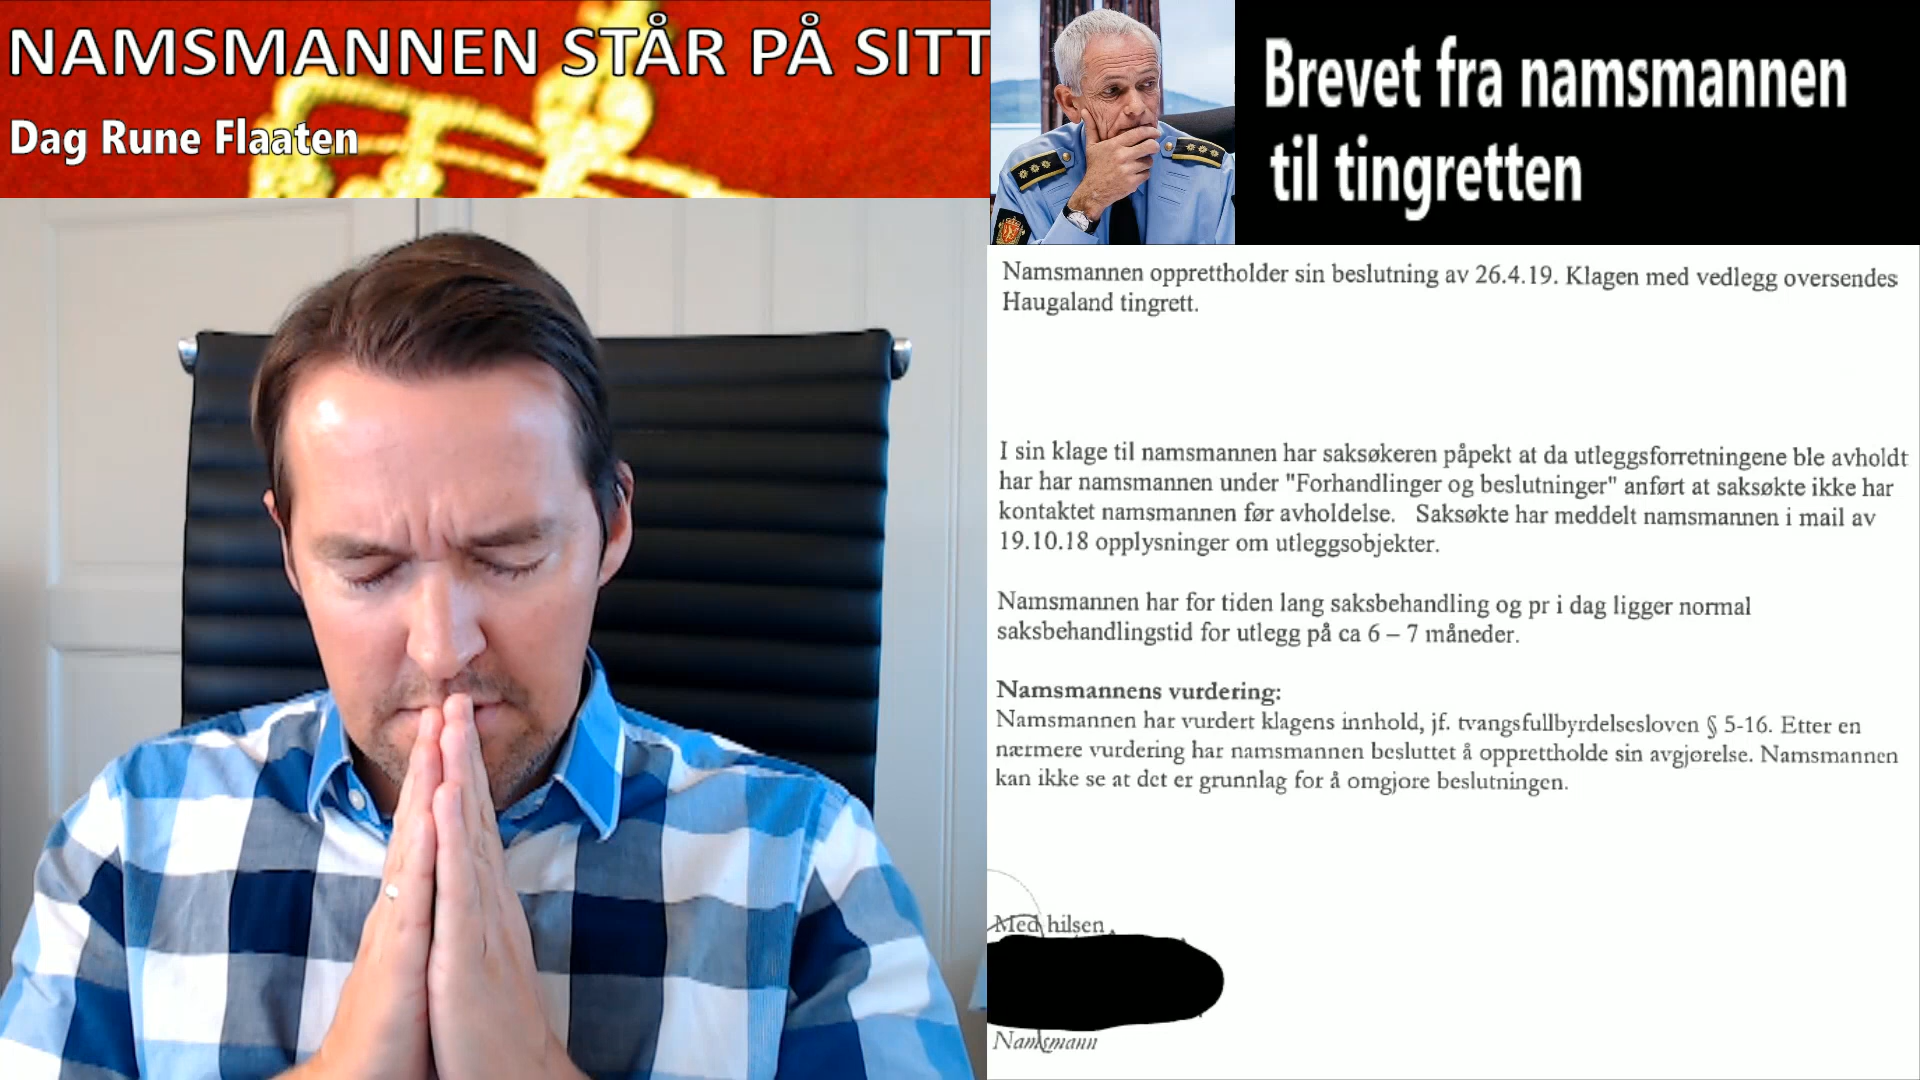 NAMSMANNEN STÅR PÅ SITT
Dag Rune Flaaten
Brevet fra namsmannen
til tingretten
Namsmannen opprettholder sin beslutning av 26.4.19. Klagen med vedlegg oversendes
Haugaland tingrett.
I sin klage til namsmannen har saksøkeren påpekt at da utleggsforretningene ble avholdt
har har namsmannen under "Forhandlinger og beslutninger" anført at saksøkte ikke har
kontaktet namsmannen før avholdelse. Saksøkte har meddelt namsmannen i mail av
19.10.18 opplysninger om utleggsobjekter.
Namsmannen har for tiden lang saksbehandling og pr i dag ligger normal
saksbehandlingstid for utlegg på ca 6 – 7 måneder.
Namsmannens vurdering:
Namsmannen har vurdert klagens innhold, jf. tvangsfullbyrdelsesloven § 5-16. Etter en
nærmere vurdering har namsmannen besluttet å opprettholde sin avgjørelse. Namsmannen
kan ikke se at det er grunnlag for å omgjøre beslutningen.
Med hilsen
Namsmann